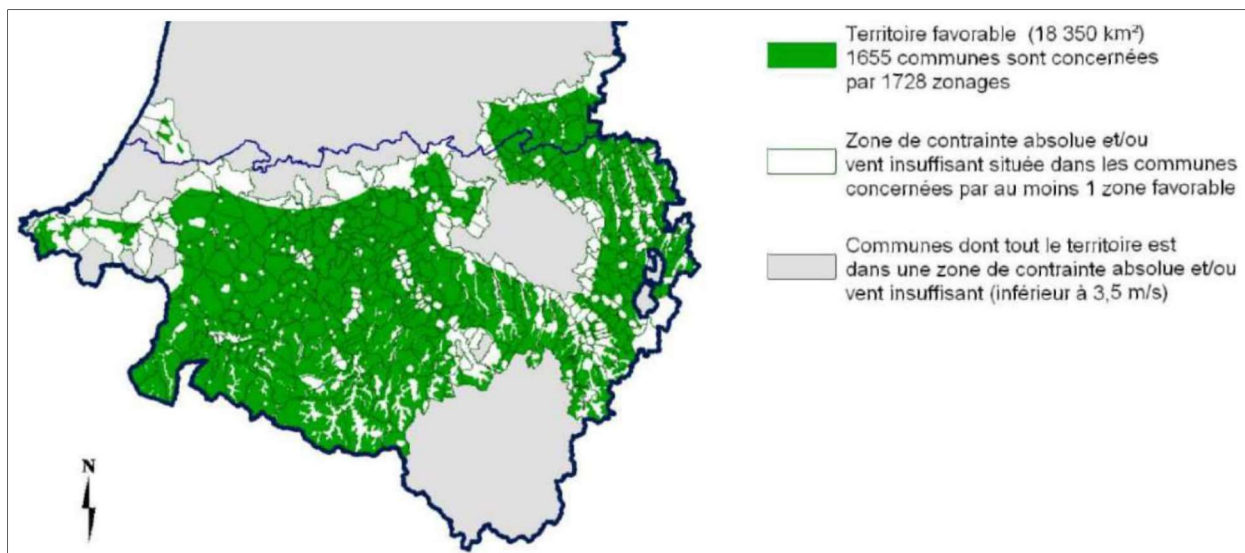 Territoire favorable (18 350 km²)
1655 communes sont concernées
par 1728 zonages
Zone de contrainte absolue et/ou
vent insuffisant située dans les communes
concernées par au moins 1 zone favorable
Communes dont tout le territoire est
dans une zone de contrainte absolue et/ou
vent insuffisant (inférieur à 3,5 m/s)
N